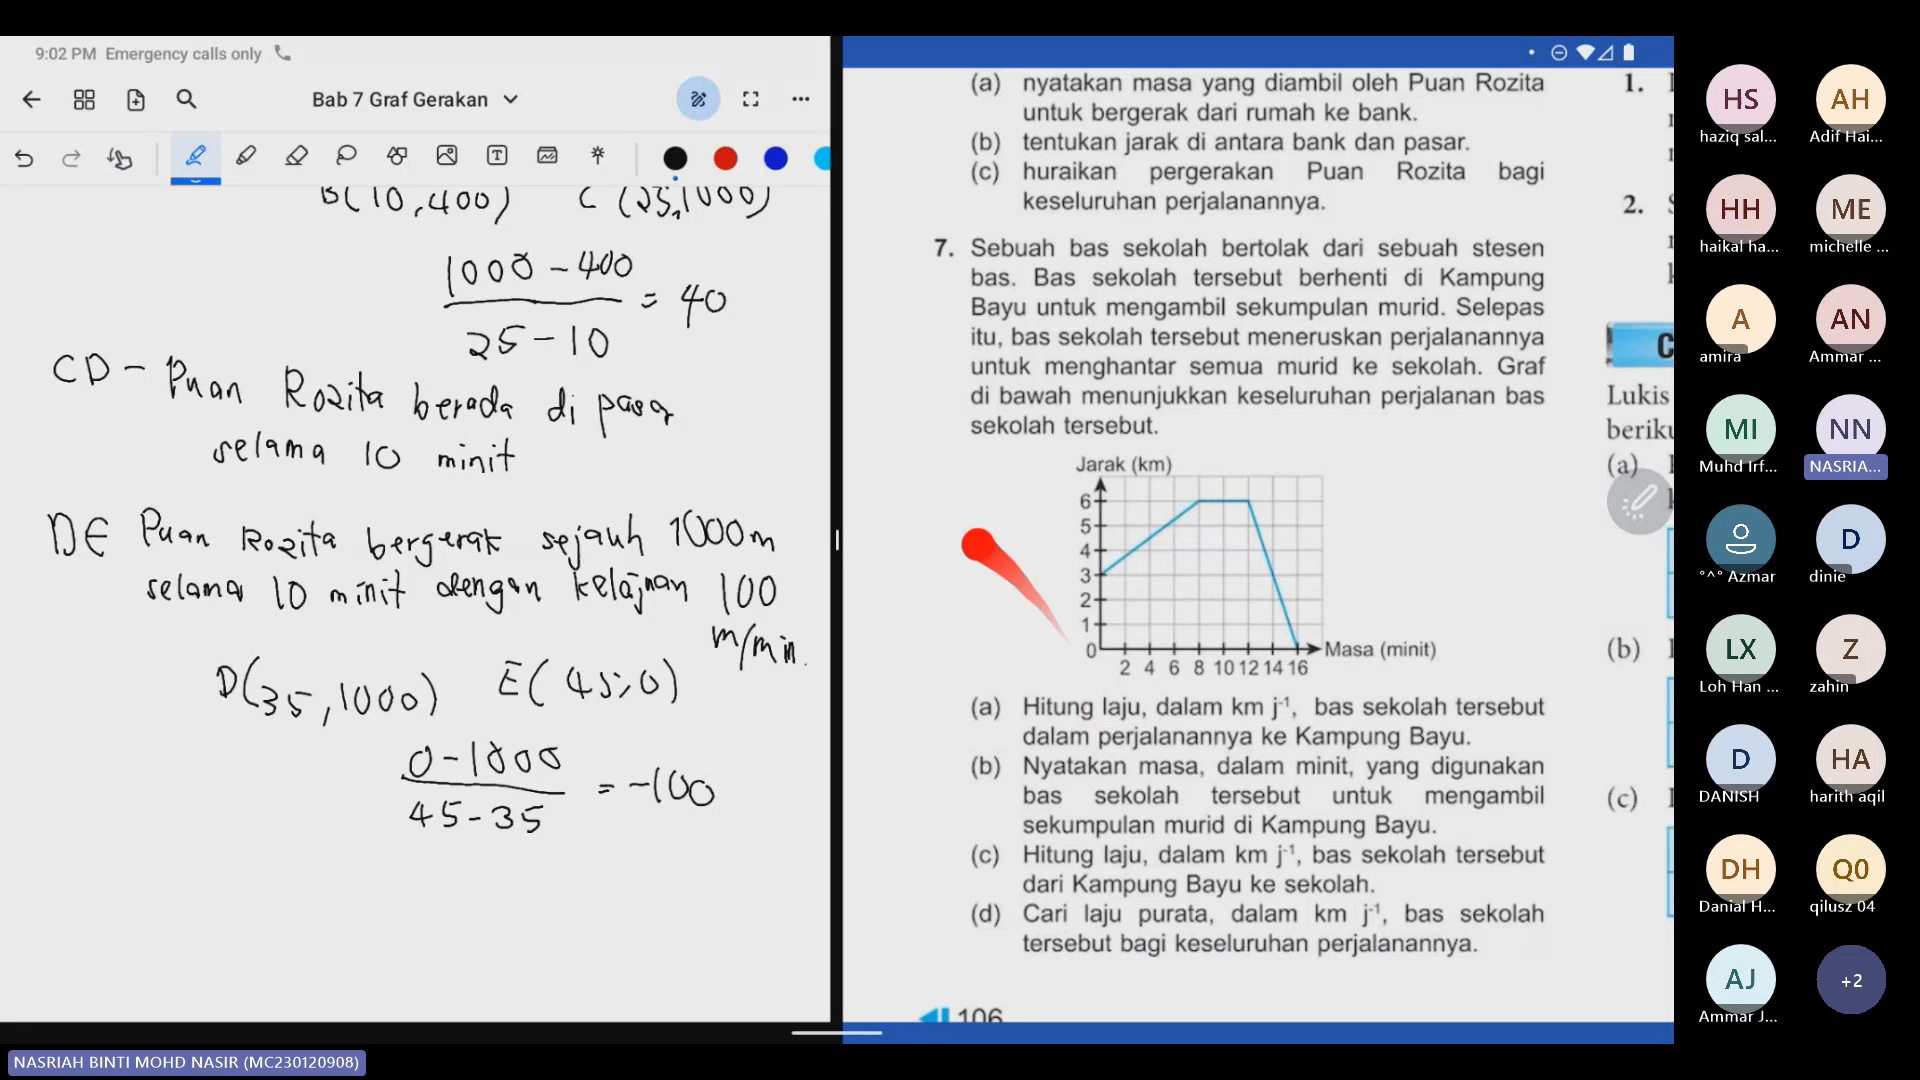 9:02 PM Emergency calls only
Bab 7 Graf Gerakan
B(10,400) C (25,1000)
1000 - 400
25 - 10
= 40
CD - Puan Rozita berada di pasar
selama 10 minit
DE Puan Rozita bergerak sejauh 1000m
selama 10 minit dengan kelajuan 100
m/min.
D(35,1000) E(45,0)
0-1000
45-35
= -100
(a) nyatakan masa yang diambil oleh Puan Rozita
untuk bergerak dari rumah ke bank.
(b) tentukan jarak di antara bank dan pasar.
(c) huraikan pergerakan Puan Rozita bagi
keseluruhan perjalanannya.
7. Sebuah bas sekolah bertolak dari sebuah stesen
bas. Bas sekolah tersebut berhenti di Kampung
Bayu untuk mengambil sekumpulan murid. Selepas
itu, bas sekolah tersebut meneruskan perjalanannya
untuk menghantar semua murid ke sekolah. Graf
di bawah menunjukkan keseluruhan perjalanan bas
sekolah tersebut.
Jarak (km)
6
5
4
3
2
1
0
2 4 6 8 10 12 14 16
Masa (minit)
(a) Hitung laju, dalam km j⁻¹, bas sekolah tersebut
dalam perjalanannya ke Kampung Bayu.
(b) Nyatakan masa, dalam minit, yang digunakan
bas sekolah tersebut untuk mengambil
sekumpulan murid di Kampung Bayu.
(c) Hitung laju, dalam km j⁻¹, bas sekolah tersebut
dari Kampung Bayu ke sekolah.
(d) Cari laju purata, dalam km j⁻¹, bas sekolah
tersebut bagi keseluruhan perjalanannya.
106
1.
2.
C
Lukis
beriku
(a)
(b)
(c)
HS
haziq sal...
AH
Adif Hai...
HH
haikal ha...
ME
michelle ...
A
amira
AN
Ammar ...
MI
Muhd Irf...
NN
NASRIA...
°^° Azmar
D
dinie
LX
Loh Han ...
Z
zahin
D
DANISH
HA
harith aqil
DH
Danial H...
Q0
qilusz 04
AJ
Ammar J...
+2
NASRIAH BINTI MOHD NASIR (MC230120908)